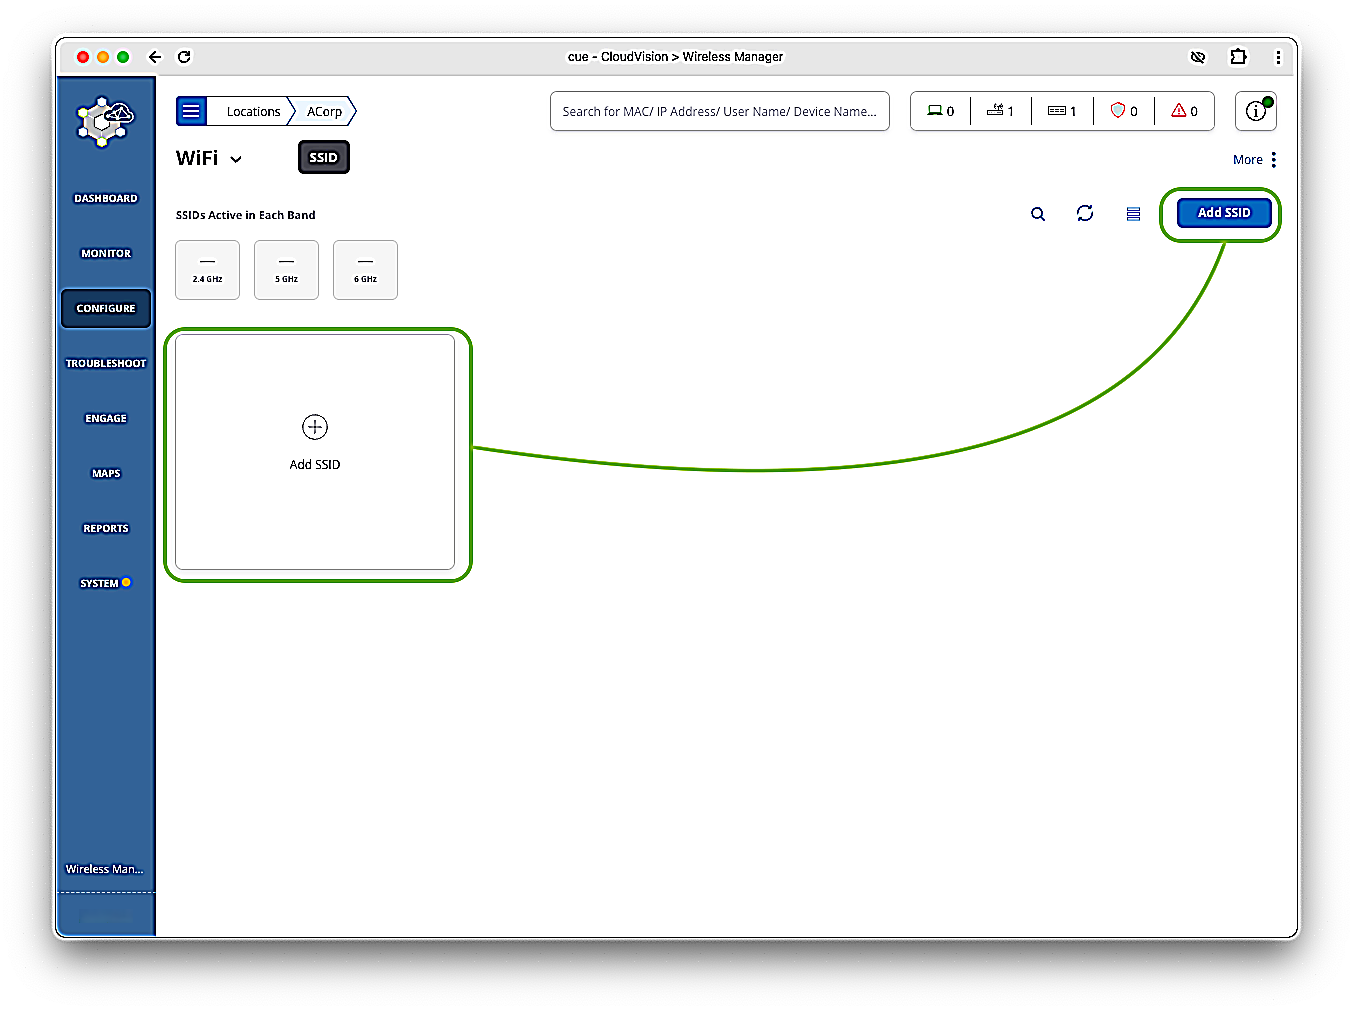 cue - CloudVision > Wireless Manager
Locations
ACorp
Search for MAC/ IP Address/ User Name/ Device Name...
0
1
1
0
0
WiFi
SSID
More
DASHBOARD
MONITOR
CONFIGURE
TROUBLESHOOT
ENGAGE
MAPS
REPORTS
SYSTEM
Wireless Man...
SSIDs Active in Each Band
Add SSID
2.4 GHz
5 GHz
6 GHz
Add SSID